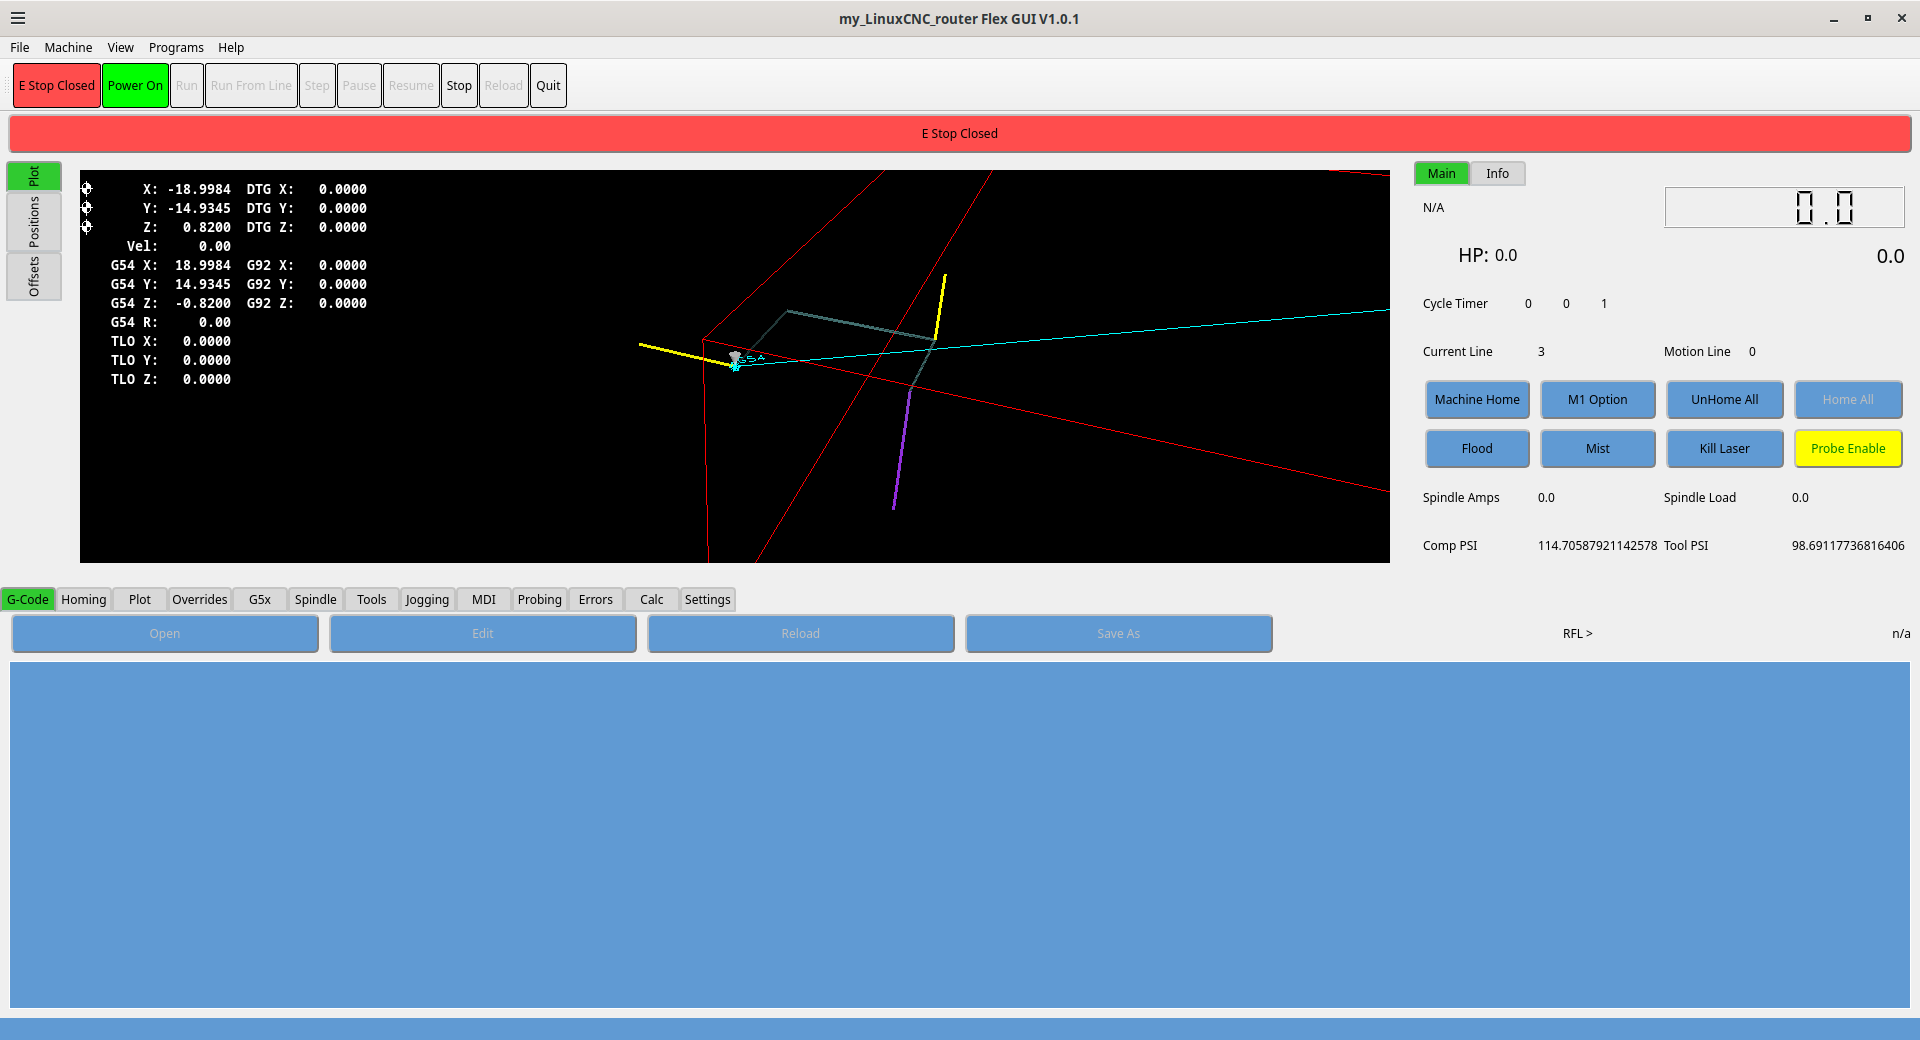 my_LinuxCNC_router Flex GUI V1.0.1
File Machine View Programs Help
E Stop Closed Power On Run Run From Line Step Pause Resume Stop Reload Quit
E Stop Closed
Plot
Positions
Offsets
X: -18.9984 DTG X: 0.0000
Y: -14.9345 DTG Y: 0.0000
Z: 0.8200 DTG Z: 0.0000
Vel: 0.00
G54 X: 18.9984 G92 X: 0.0000
G54 Y: 14.9345 G92 Y: 0.0000
G54 Z: -0.8200 G92 Z: 0.0000
G54 R: 0.00
TLO X: 0.0000
TLO Y: 0.0000
TLO Z: 0.0000
Main Info
N/A 0.0
HP: 0.0 0.0
Cycle Timer 0 0 1
Current Line 3 Motion Line 0
Machine Home M1 Option UnHome All Home All
Flood Mist Kill Laser Probe Enable
Spindle Amps 0.0 Spindle Load 0.0
Comp PSI 114.70587921142578 Tool PSI 98.69117736816406
G-Code Homing Plot Overrides G5x Spindle Tools Jogging MDI Probing Errors Calc Settings
Open Edit Reload Save As RFL > n/a